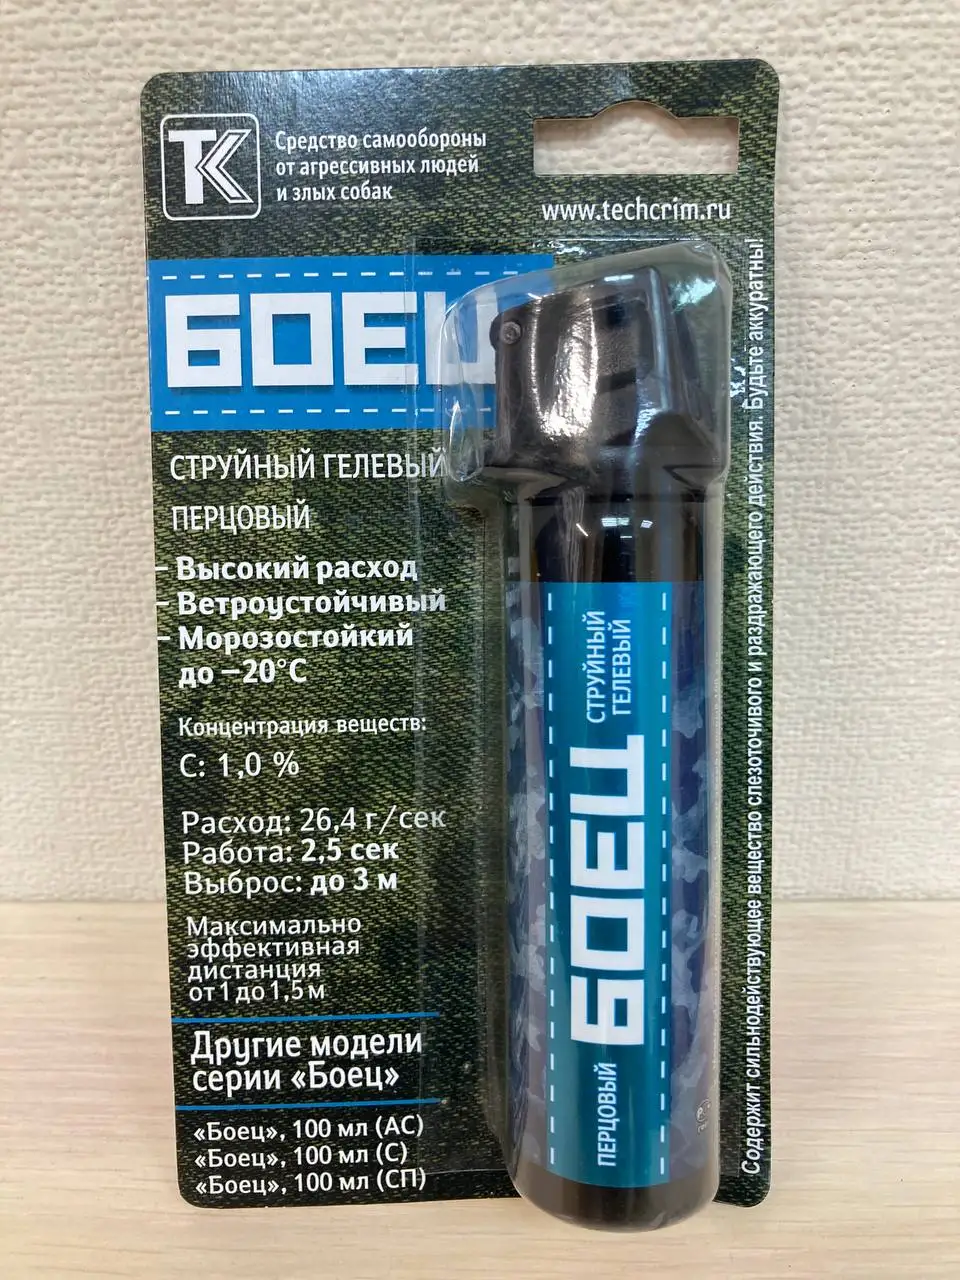 ТК
Средство самообороны
от агрессивных людей
и злых собак
www.techcrim.ru
БОЕЦ
СТРУЙНЫЙ ГЕЛЕВЫЙ
ПЕРЦОВЫЙ
– Высокий расход
– Ветроустойчивый
– Морозостойкий
до –20°C
Концентрация веществ:
С: 1,0 %
Расход: 26,4 г/сек
Работа: 2,5 сек
Выброс: до 3 м
Максимально
эффективная
дистанция
от 1 до 1,5 м
Другие модели
серии «Боец»
«Боец», 100 мл (АС)
«Боец», 100 мл (С)
«Боец», 100 мл (СП)
ПЕРЦОВЫЙ
БОЕЦ
СТРУЙНЫЙ
ГЕЛЕВЫЙ
Содержит сильнодействующее вещество слезоточивого и раздражающего действия. Будьте аккуратны!